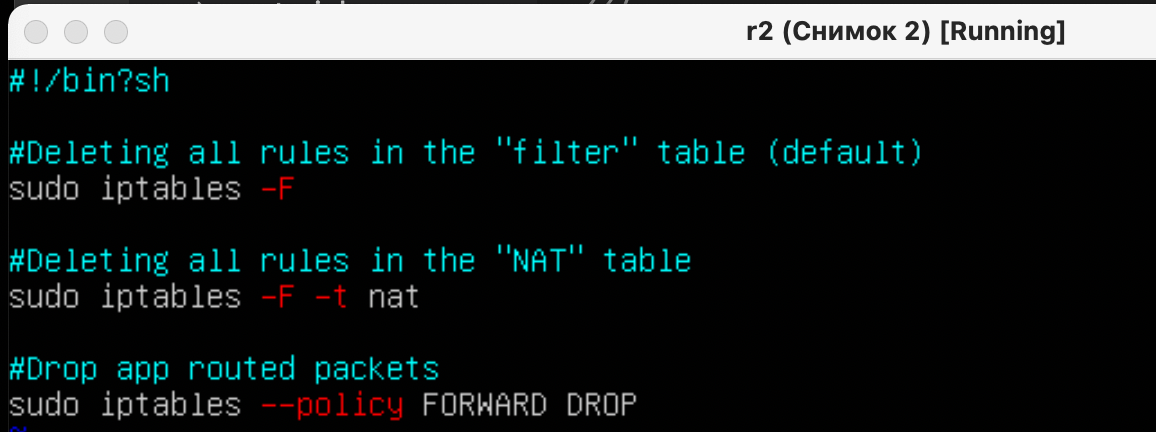 r2 (Снимок 2) [Running]
#!/bin?sh
#Deleting all rules in the "filter" table (default)
sudo iptables -F
#Deleting all rules in the "NAT" table
sudo iptables -F -t nat
#Drop app routed packets
sudo iptables --policy FORWARD DROP